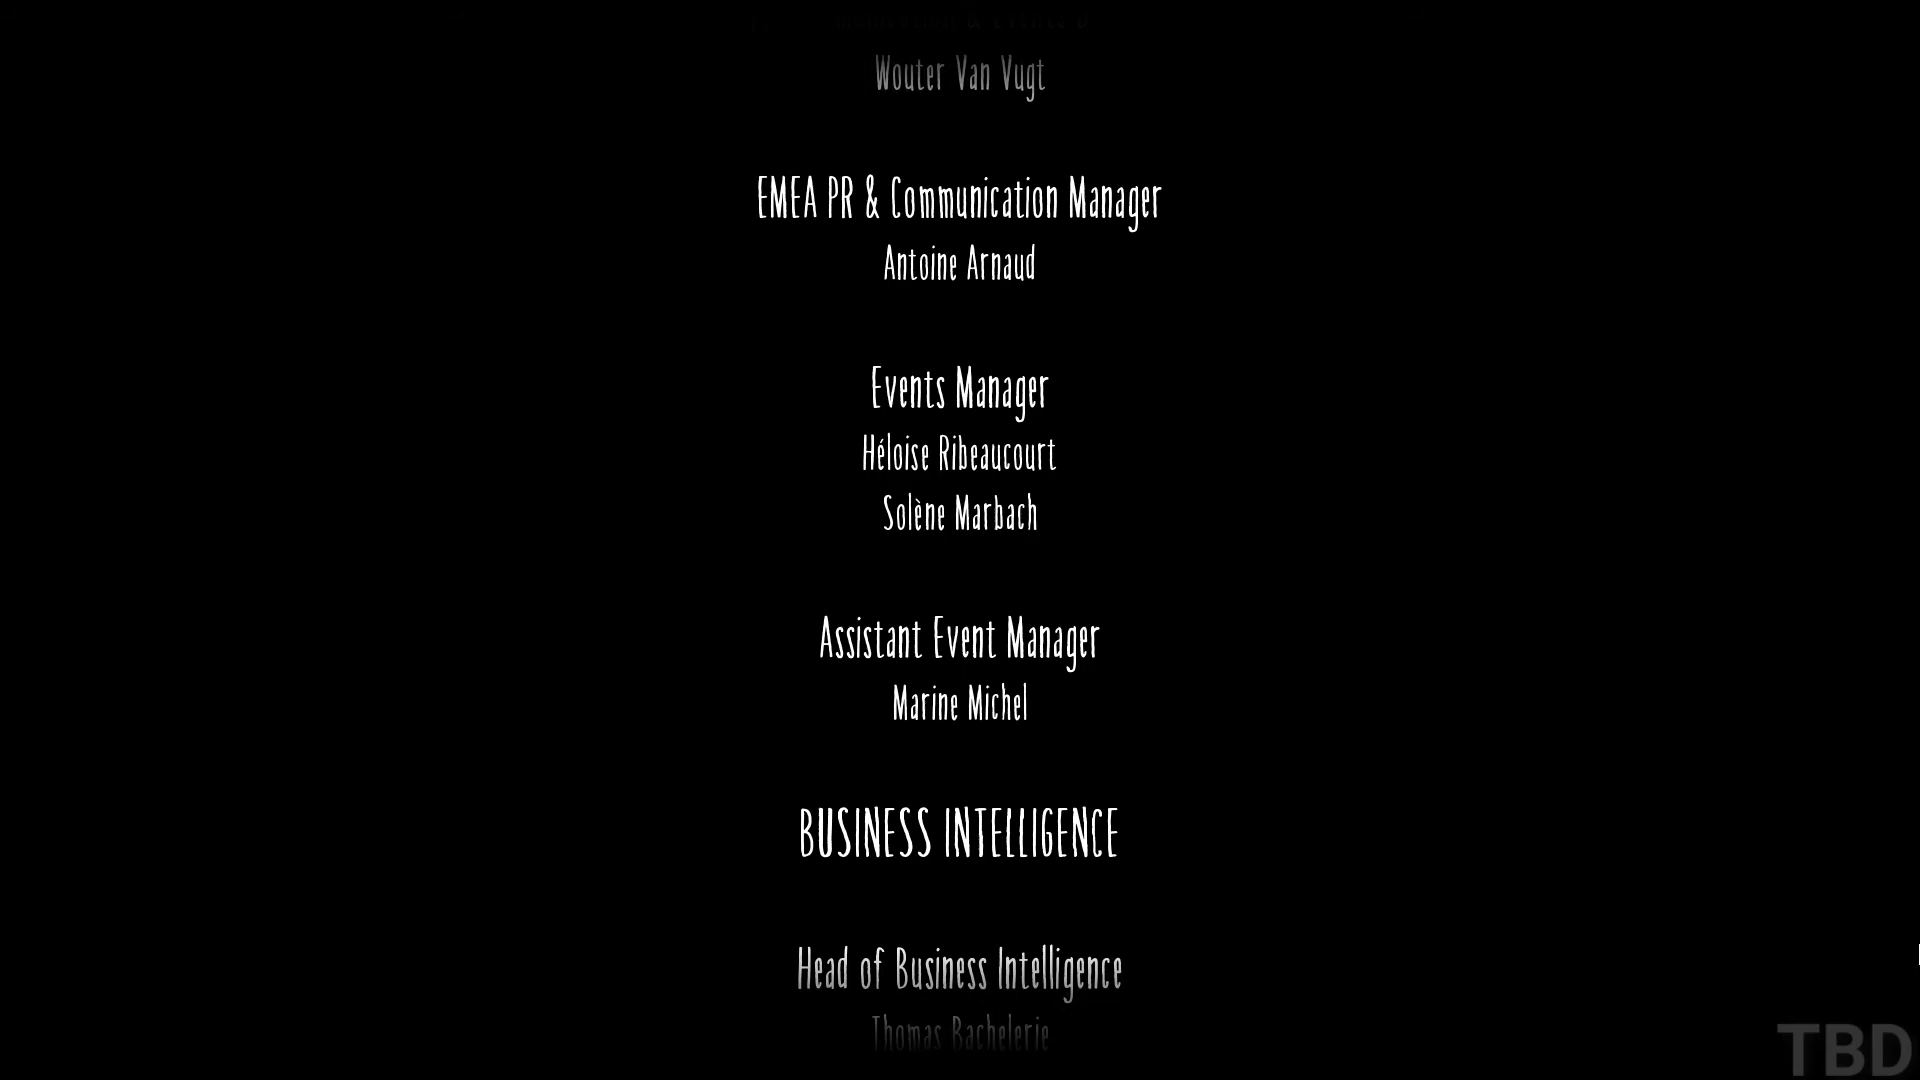 Wouter Van Vugt
EMEA PR & Communication Manager
Antoine Arnaud
Events Manager
Héloise Ribeaucourt
Solène Marbach
Assistant Event Manager
Marine Michel
BUSINESS INTELLIGENCE
Head of Business Intelligence
Thomas Bachelerie
TBD